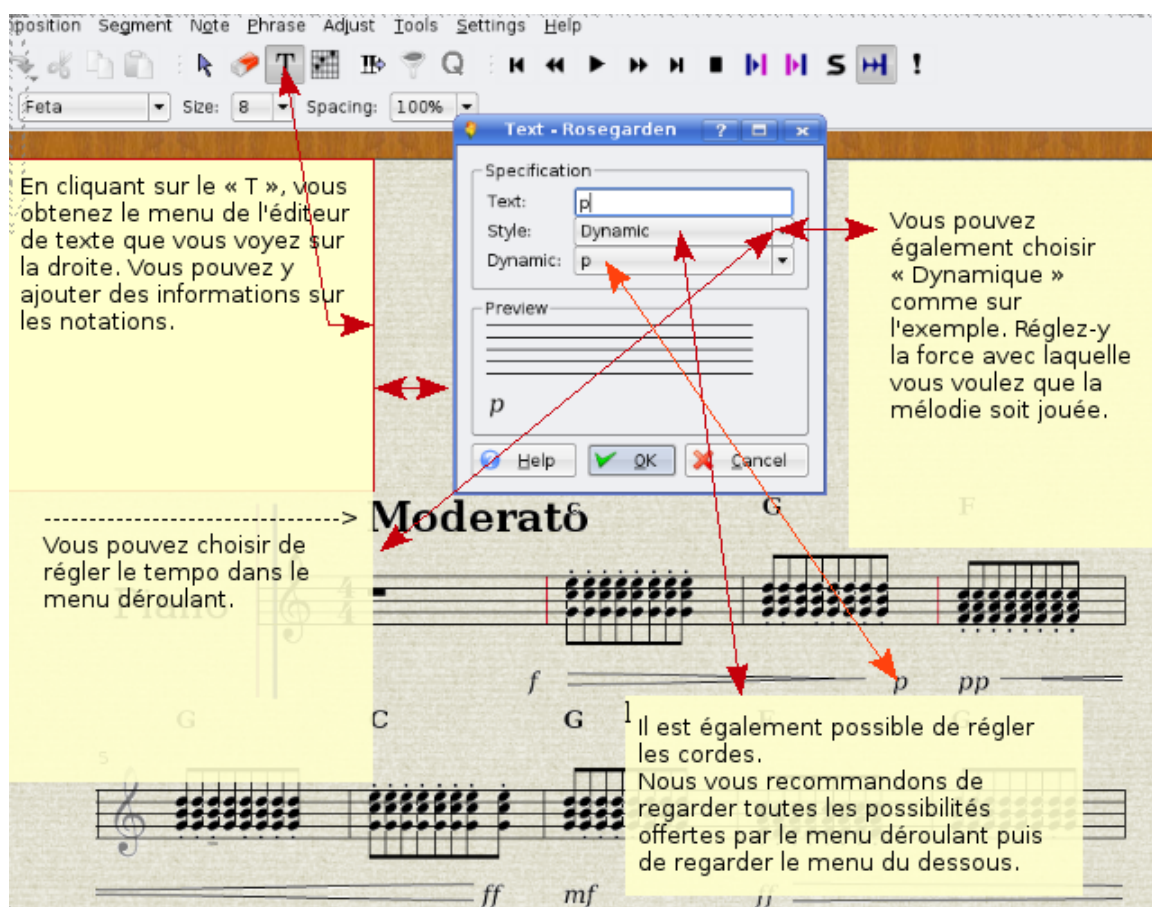 position Segment Note Phrase Adjust Tools Settings Help
T Q S !
Feta Size: 8 Spacing: 100%
Text - Rosegarden ?
Specification
Text: p
Style: Dynamic
Dynamic: p
Preview
p
Help OK Cancel
En cliquant sur le « T », vous
obtenez le menu de l'éditeur
de texte que vous voyez sur
la droite. Vous pouvez y
ajouter des informations sur
les notations.
Vous pouvez
également choisir
« Dynamique »
comme sur
l'exemple. Réglez-y
la force avec laquelle
vous voulez que la
mélodie soit jouée.
--------------------------------->
Vous pouvez choisir de
régler le tempo dans le
menu déroulant.
Moderato
C G F
Piano
4
4
f p pp
G C G F G
Il est également possible de régler
les cordes.
Nous vous recommandons de
regarder toutes les possibilités
offertes par le menu déroulant puis
de regarder le menu du dessous.
5
ff mf ff